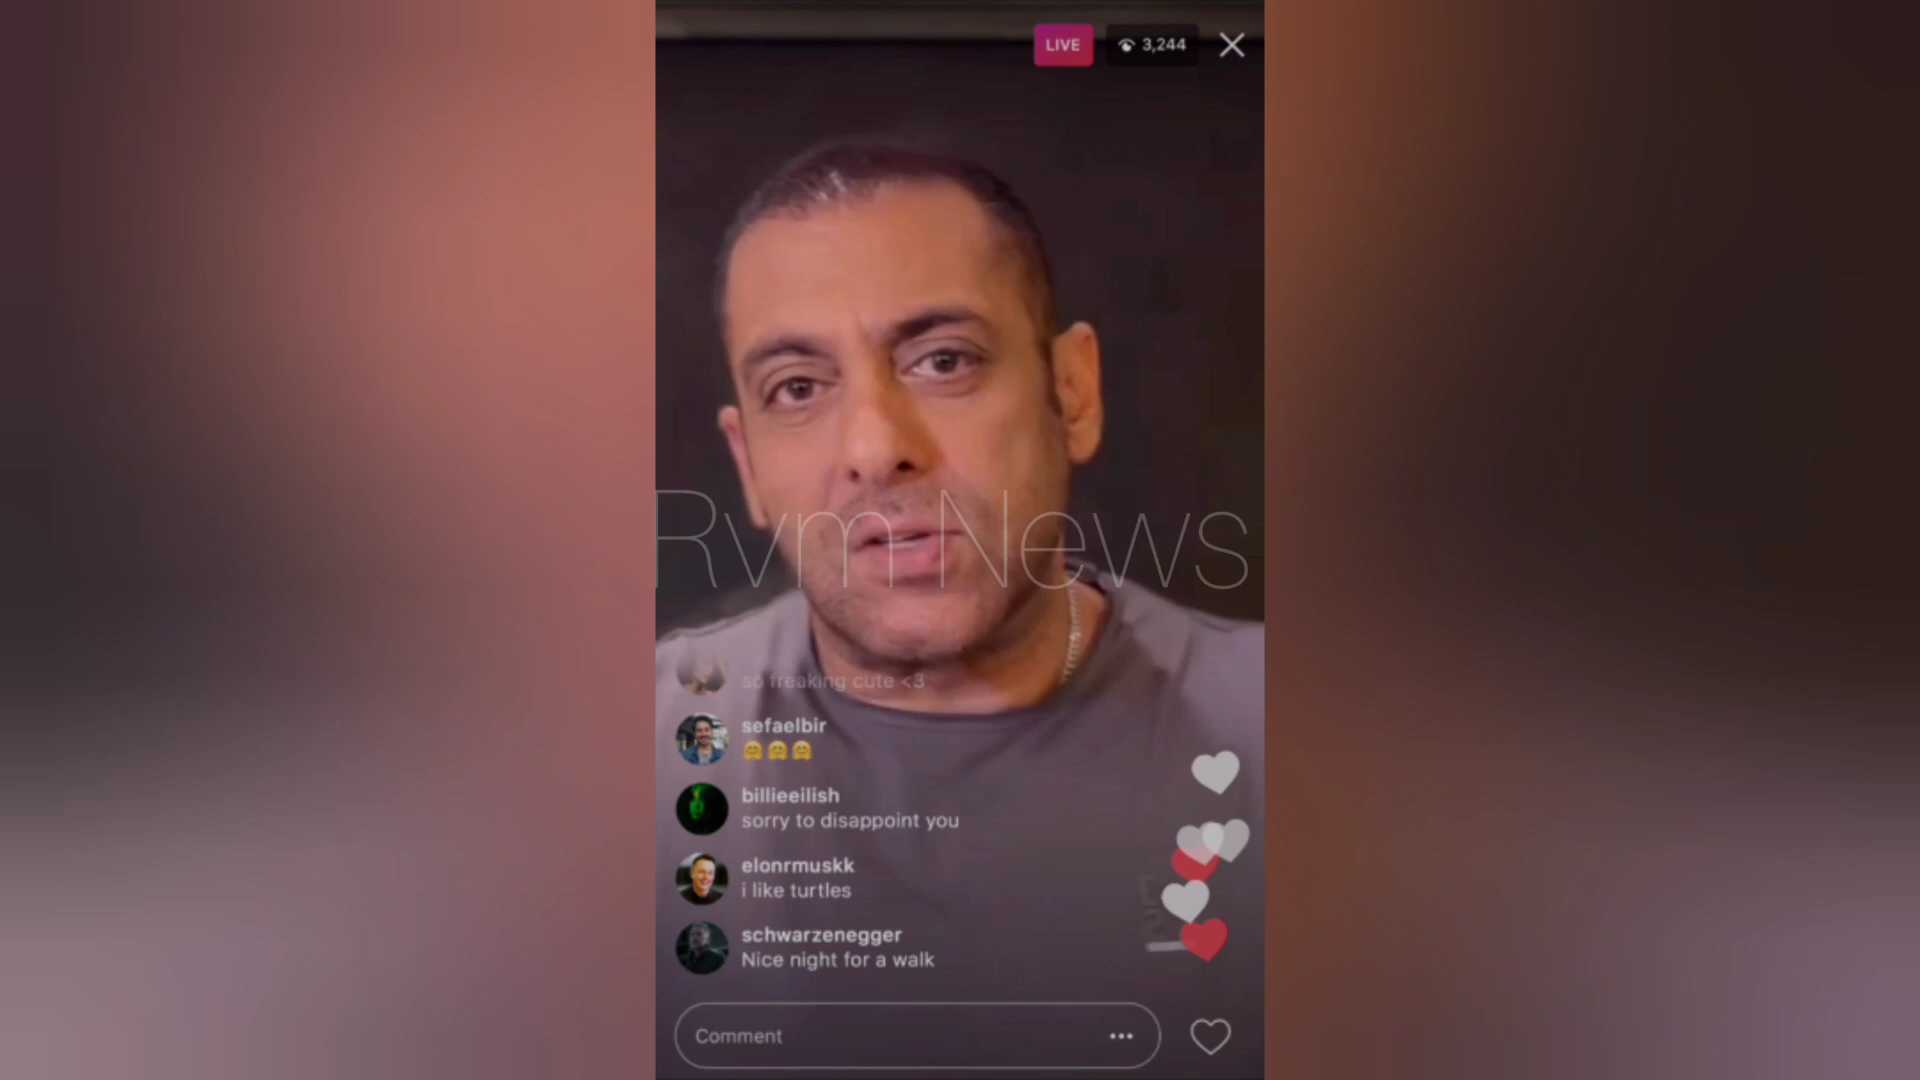 LIVE
3,244
Rvm News
so freaking cute <3
sefaelbir
🤗🤗🤗
billieeilish
sorry to disappoint you
elonrmuskk
i like turtles
schwarzenegger
Nice night for a walk
Comment